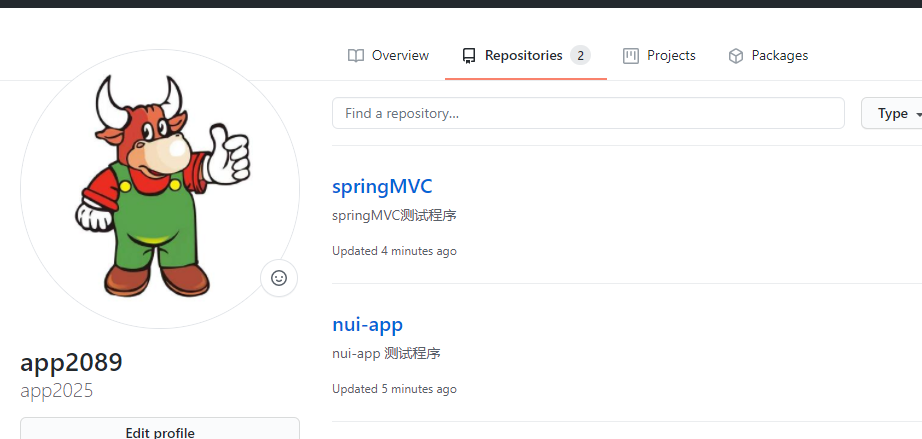 Overview Repositories 2 Projects Packages
Find a repository...
Type
springMVC
springMVC测试程序
Updated 4 minutes ago
nui-app
nui-app 测试程序
Updated 5 minutes ago
app2089
app2025
Edit profile